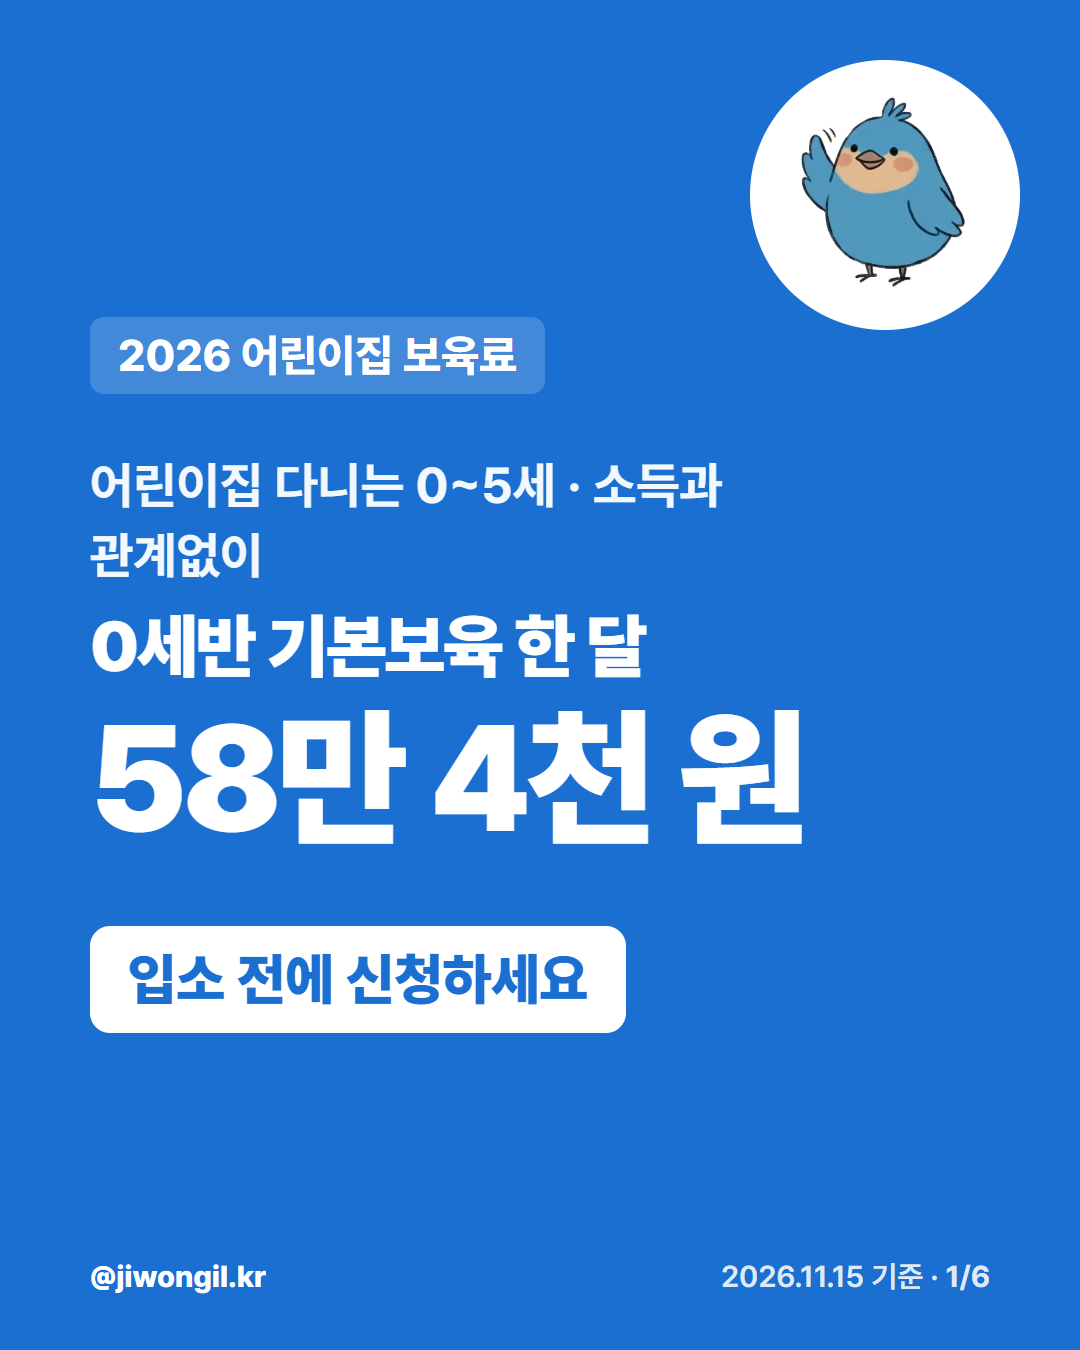 2026 어린이집 보육료
어린이집 다니는 0~5세 · 소득과
관계없이
0세반 기본보육 한 달
58만 4천 원
입소 전에 신청하세요
@jiwongil.kr
2026.11.15 기준 · 1/6